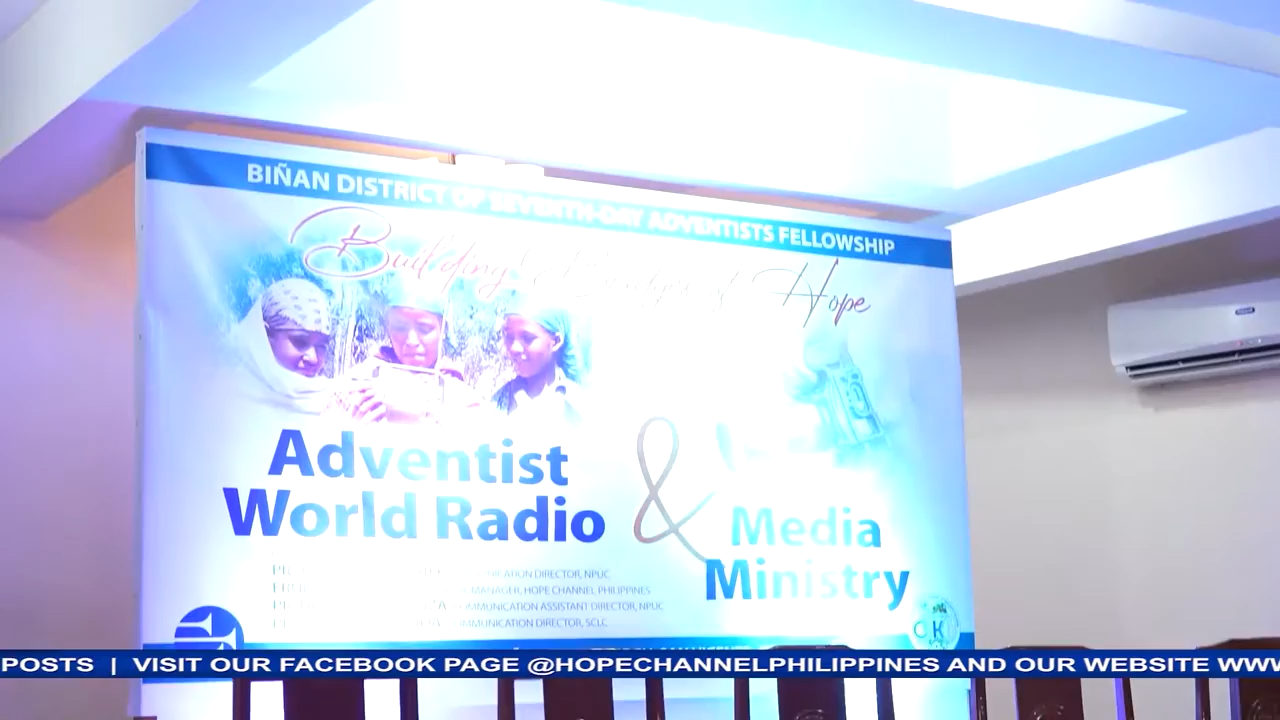 BIÑAN DISTRICT OF SEVENTH-DAY ADVENTISTS FELLOWSHIP
Building Bridges of Hope
Adventist
World Radio
&
Media
Ministry
COMMUNICATION DIRECTOR, NPUC
MANAGER, HOPE CHANNEL PHILIPPINES
COMMUNICATION ASSISTANT DIRECTOR, NPUC
COMMUNICATION DIRECTOR, SCLC
POSTS | VISIT OUR FACEBOOK PAGE @HOPECHANNELPHILIPPINES AND OUR WEBSITE WWW